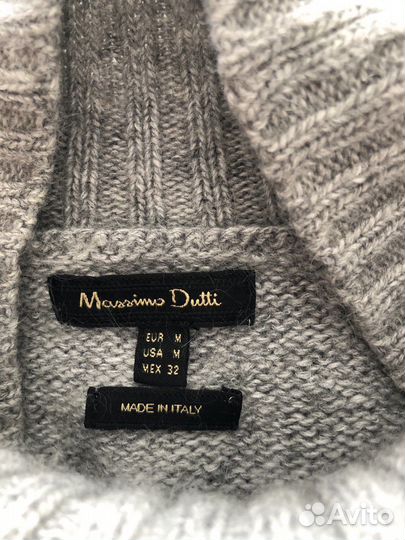 Massimo Dutti
EUR M
USA M
MEX 32
MADE IN ITALY
Avito